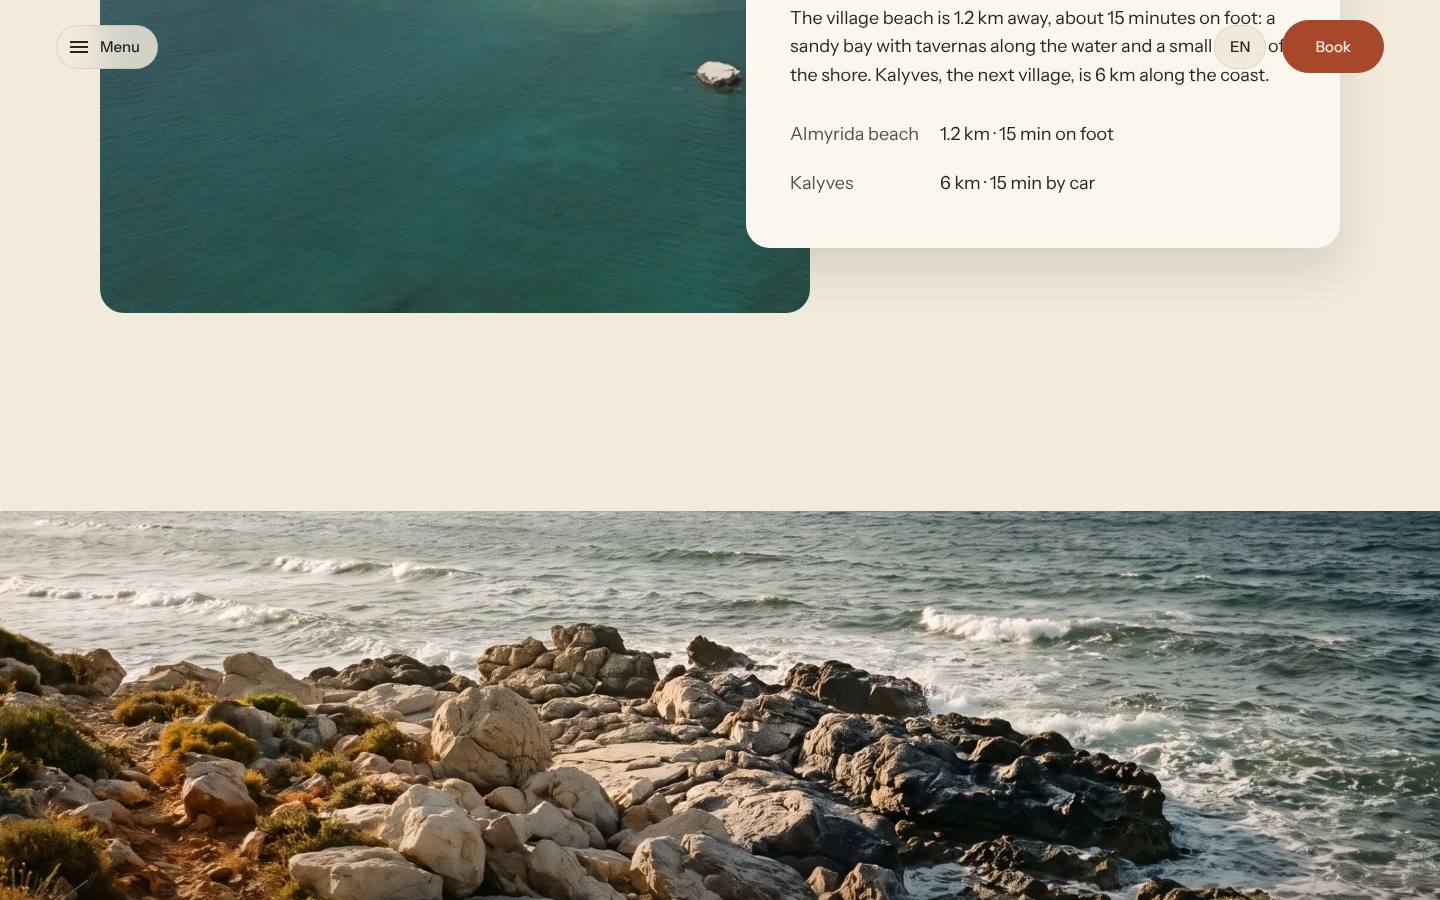 The village beach is 1.2 km away, about 15 minutes on foot: a
sandy bay with tavernas along the water and a small of
the shore. Kalyves, the next village, is 6 km along the coast.
Menu
EN
Book
Almyrida beach 1.2 km · 15 min on foot
Kalyves 6 km · 15 min by car